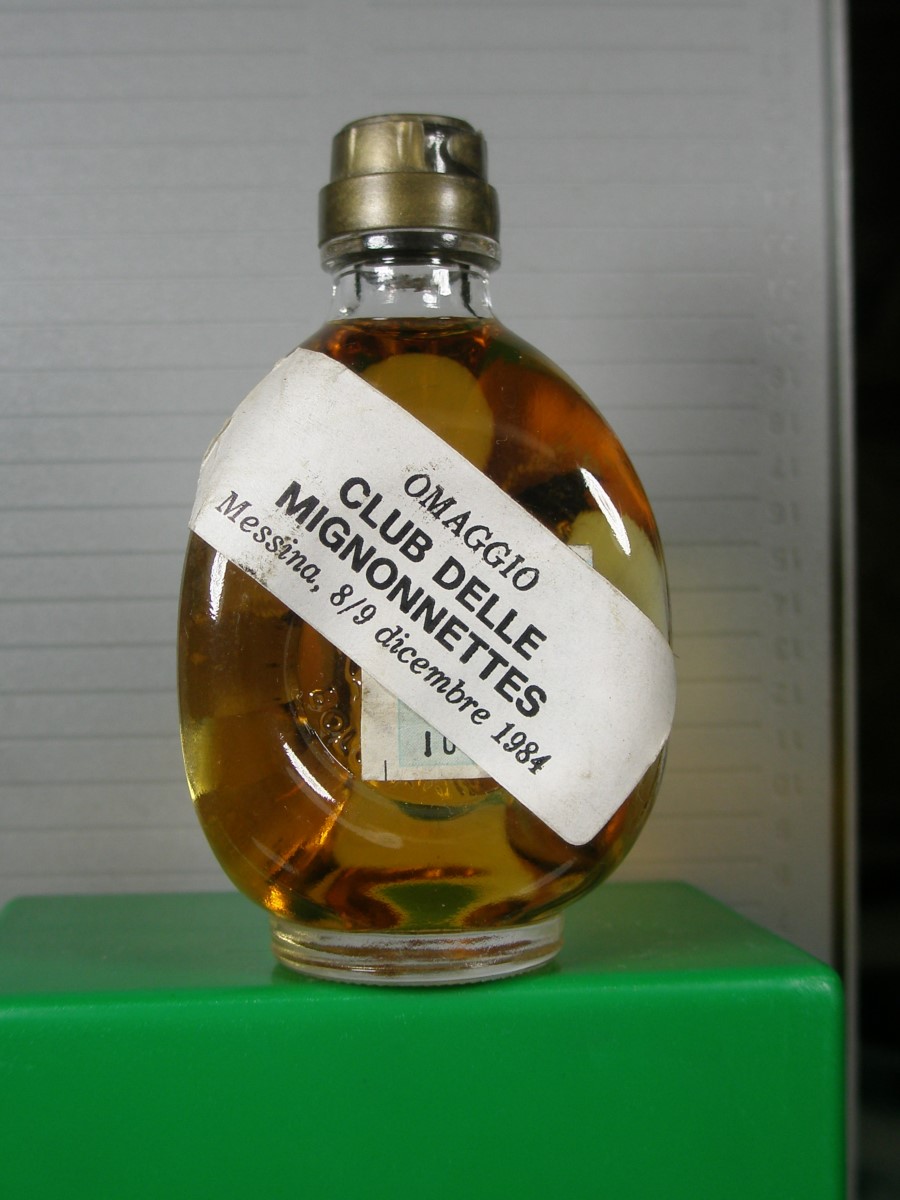 OMAGGIO
CLUB DELLE
MIGNONNETTES
Messina, 8/9 dicembre 1984